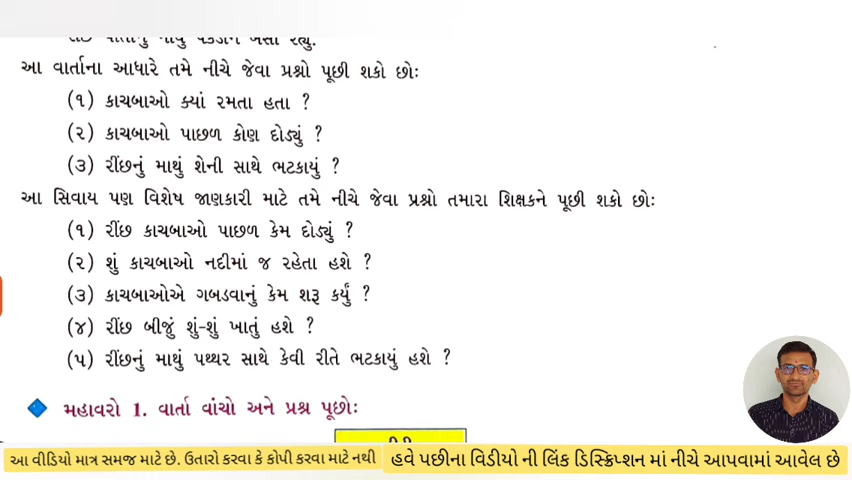 આ વાર્તાના આધારે તમે નીચે જેવા પ્રશ્નો પૂછી શકો છોઃ
(૧) કાચબાઓ ક્યાં રમતા હતા ?
(૨) કાચબાઓ પાછળ કોણ દોડ્યું ?
(૩) રીંછનું માથું શેની સાથે ભટકાયું ?
આ સિવાય પણ વિશેષ જાણકારી માટે તમે નીચે જેવા પ્રશ્નો તમારા શિક્ષકને પૂછી શકો છોઃ
(૧) રીંછ કાચબાઓ પાછળ કેમ દોડ્યું ?
(૨) શું કાચબાઓ નદીમાં જ રહેતા હશે ?
(૩) કાચબાઓએ ગબડવાનું કેમ શરૂ કર્યું ?
(૪) રીંછ બીજું શું-શું ખાતું હશે ?
(૫) રીંછનું માથું પથ્થર સાથે કેવી રીતે ભટકાયું હશે ?
મહાવરો 1. વાર્તા વાંચો અને પ્રશ્ન પૂછોઃ
આ વીડિયો માત્ર સમજ માટે છે. ઉતારો કરવા કે કોપી કરવા માટે નથી
હવે પછીના વિડીયો ની લિંક ડિસ્ક્રિપ્શન માં નીચે આપવામાં આવેલ છે